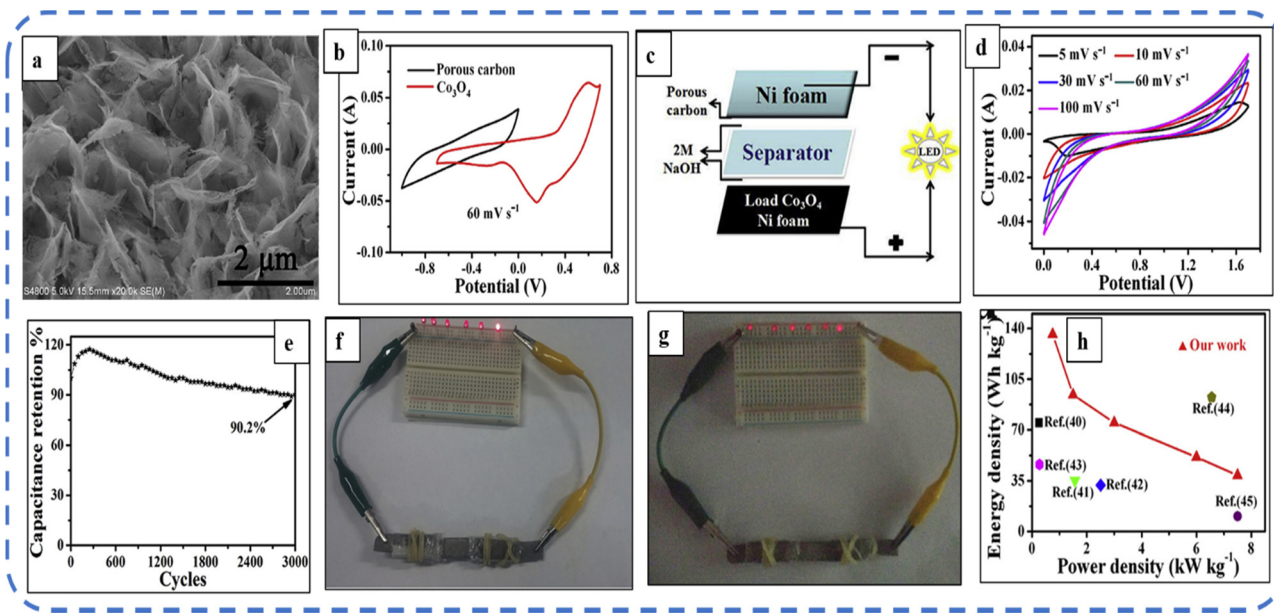 a
2 μm
S4800 5.0kV 15.5mm x20.0k SE(M)
2.00um
b
0.10
0.05
0.00
-0.05
-0.10
Current (A)
Porous carbon
Co₃O₄
60 mV s⁻¹
-0.8
-0.4
0.0
0.4
0.8
Potential (V)
c
Porous
carbon
Ni foam
2M
NaOH
Separator
Load Co₃O₄
Ni foam
LED
−
+
d
0.04
0.02
0.00
-0.02
-0.04
Current (A)
5 mV s⁻¹
10 mV s⁻¹
30 mV s⁻¹
60 mV s⁻¹
100 mV s⁻¹
0.0
0.6
1.2
1.6
Potential (V)
e
Capacitance retention %
120
90
60
30
0
90.2%
0
600
1200
1800
2400
3000
Cycles
f
g
h
Energy density (Wh kg⁻¹)
140
105
70
35
0
Our work
Ref.(44)
Ref.(40)
Ref.(43)
Ref.(41)
Ref.(42)
Ref.(45)
0
2
4
6
8
Power density (kW kg⁻¹)